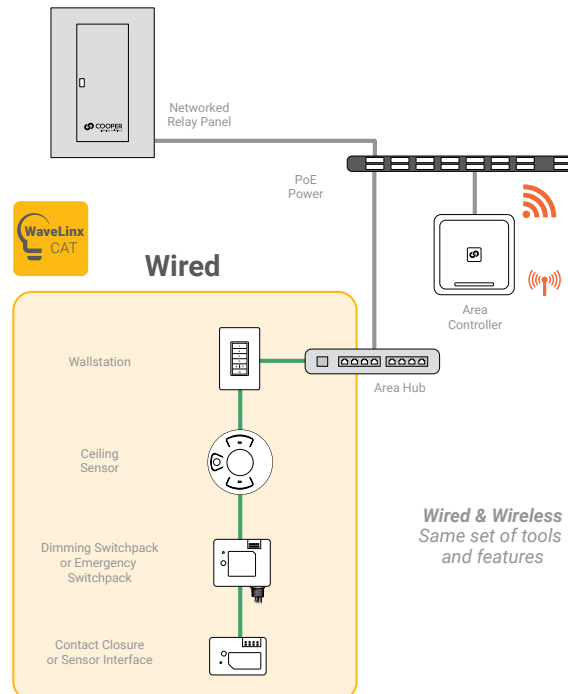 Networked
Relay Panel
COOPER
PoE
Power
WaveLinx
CAT
Wired
Area
Controller
Wallstation
Area Hub
Ceiling
Sensor
Wired & Wireless
Same set of tools
and features
Dimming Switchpack
or Emergency
Switchpack
Contact Closure
or Sensor Interface